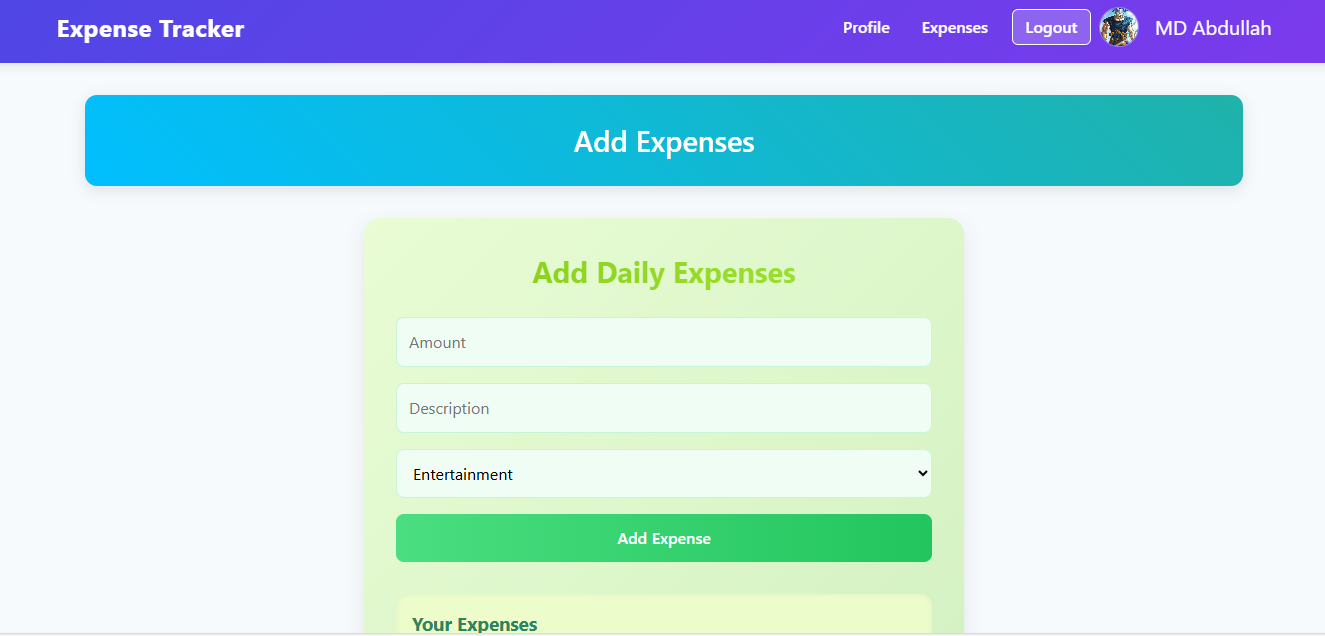 Expense Tracker
Profile
Expenses
Logout
MD Abdullah
Add Expenses
Add Daily Expenses
Amount
Description
Entertainment
Add Expense
Your Expenses